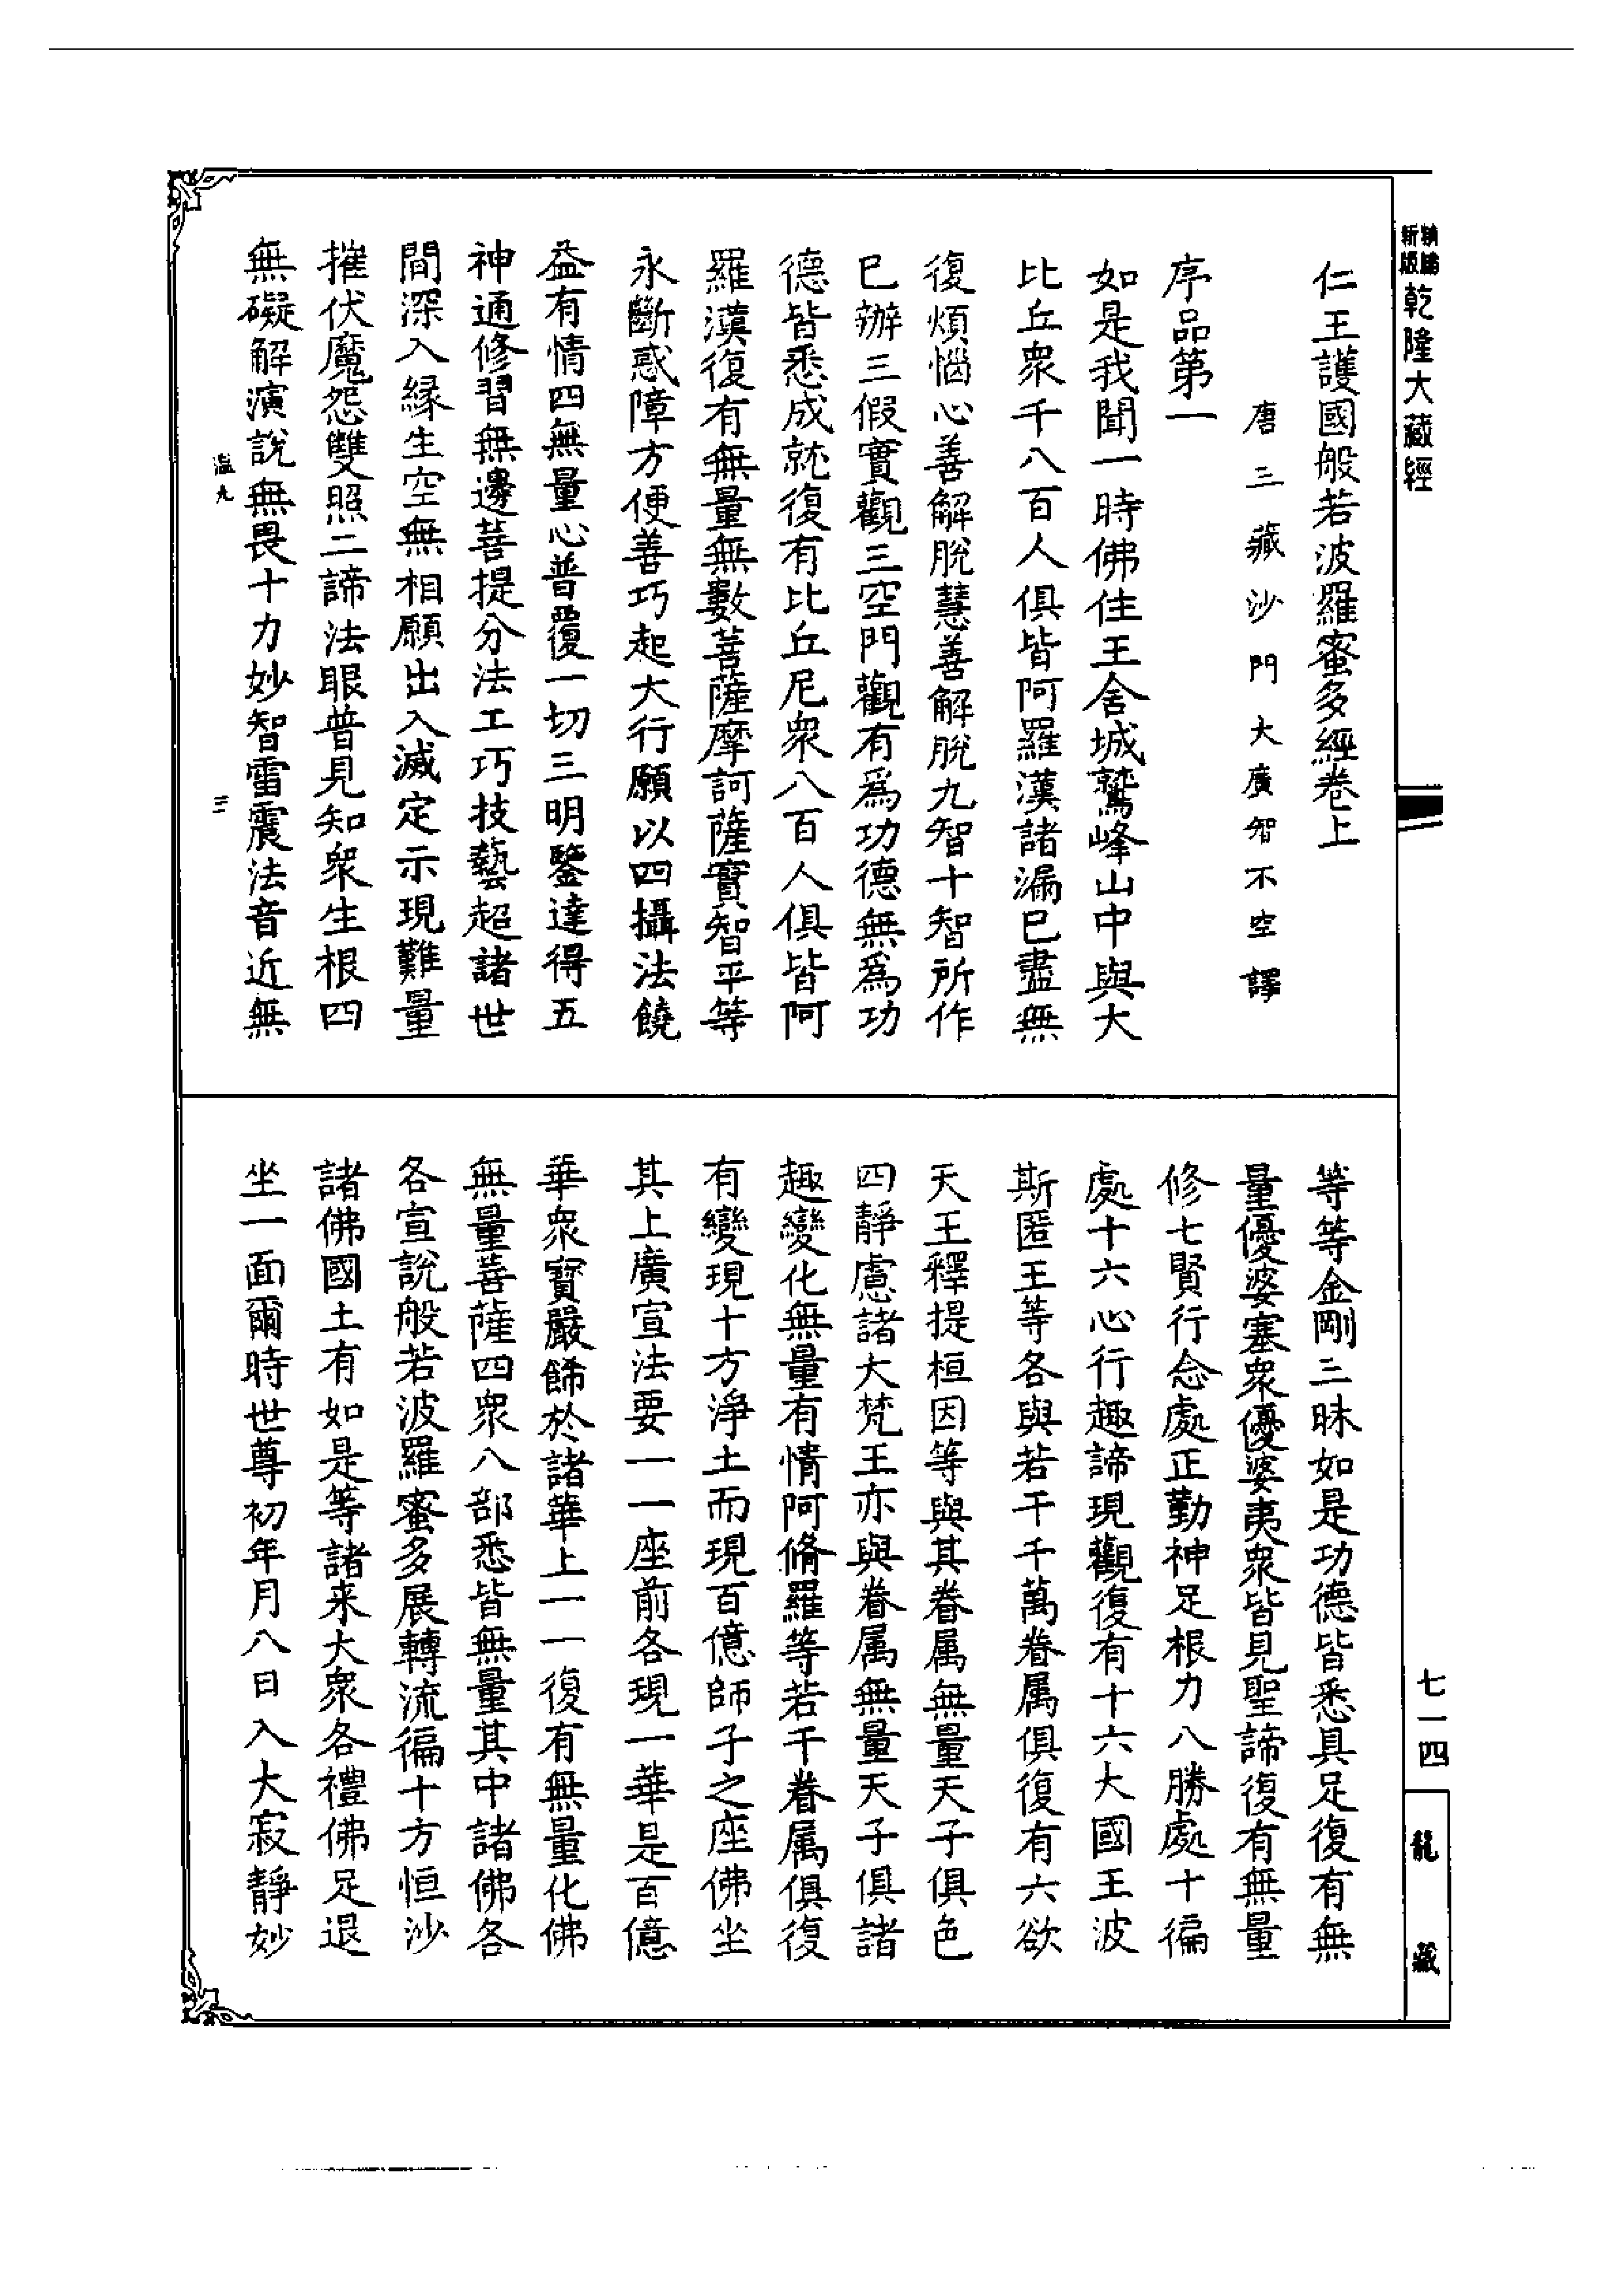 仁王護國般若波羅蜜多經卷上
唐三藏沙門大廣智不空譯
序品第一
如是我聞一時佛住王舍城鷲峰山中與大
比丘衆千八百人俱皆阿羅漢諸漏已盡無
復煩惱心善解脫慧善解脫九智十智所作
已辦三假實觀三空門觀有爲功德無爲功
德皆悉成就復有比丘尼衆八百人俱皆阿
羅漢復有無量無數菩薩摩訶薩實智平等
永斷惑障方便善巧起大行願以四攝法饒
益有情四無量心普覆一切三明鑒達得五
神通修習無邊菩提分法工巧技藝超諸世
間深入緣生空無相願出入滅定示現難量
摧伏魔怨雙照二諦法眼普見知衆生根四
無礙解演說無畏十力妙智雷震法音近無
等等金剛三昧如是功德皆悉具足復有無
量優婆塞衆優婆夷衆皆見聖諦復有無量
修七賢行念處正勤神足根力八勝處十徧
處十六心行趣諦現觀復有十六大國王波
斯匿王等各與若干千萬眷属俱復有六欲
天王釋提桓因等與其眷属無量天子俱色
四靜慮諸大梵王亦與眷属無量天子俱諸
趣變化無量有情阿脩羅等若干眷属俱復
有變現十方淨土而現百億師子之座佛坐
其上廣宣法要一一座前各現一華是百億
華衆寶嚴飾於諸華上一一復有無量化佛
無量菩薩四衆八部悉皆無量其中諸佛各
各宣說般若波羅蜜多展轉流徧十方恒沙
諸佛國土有如是等諸来大衆各禮佛足退
坐一面爾時世尊初年月八日入大寂靜妙
精縮
新版
乾隆大藏經
七一四
龍藏
三